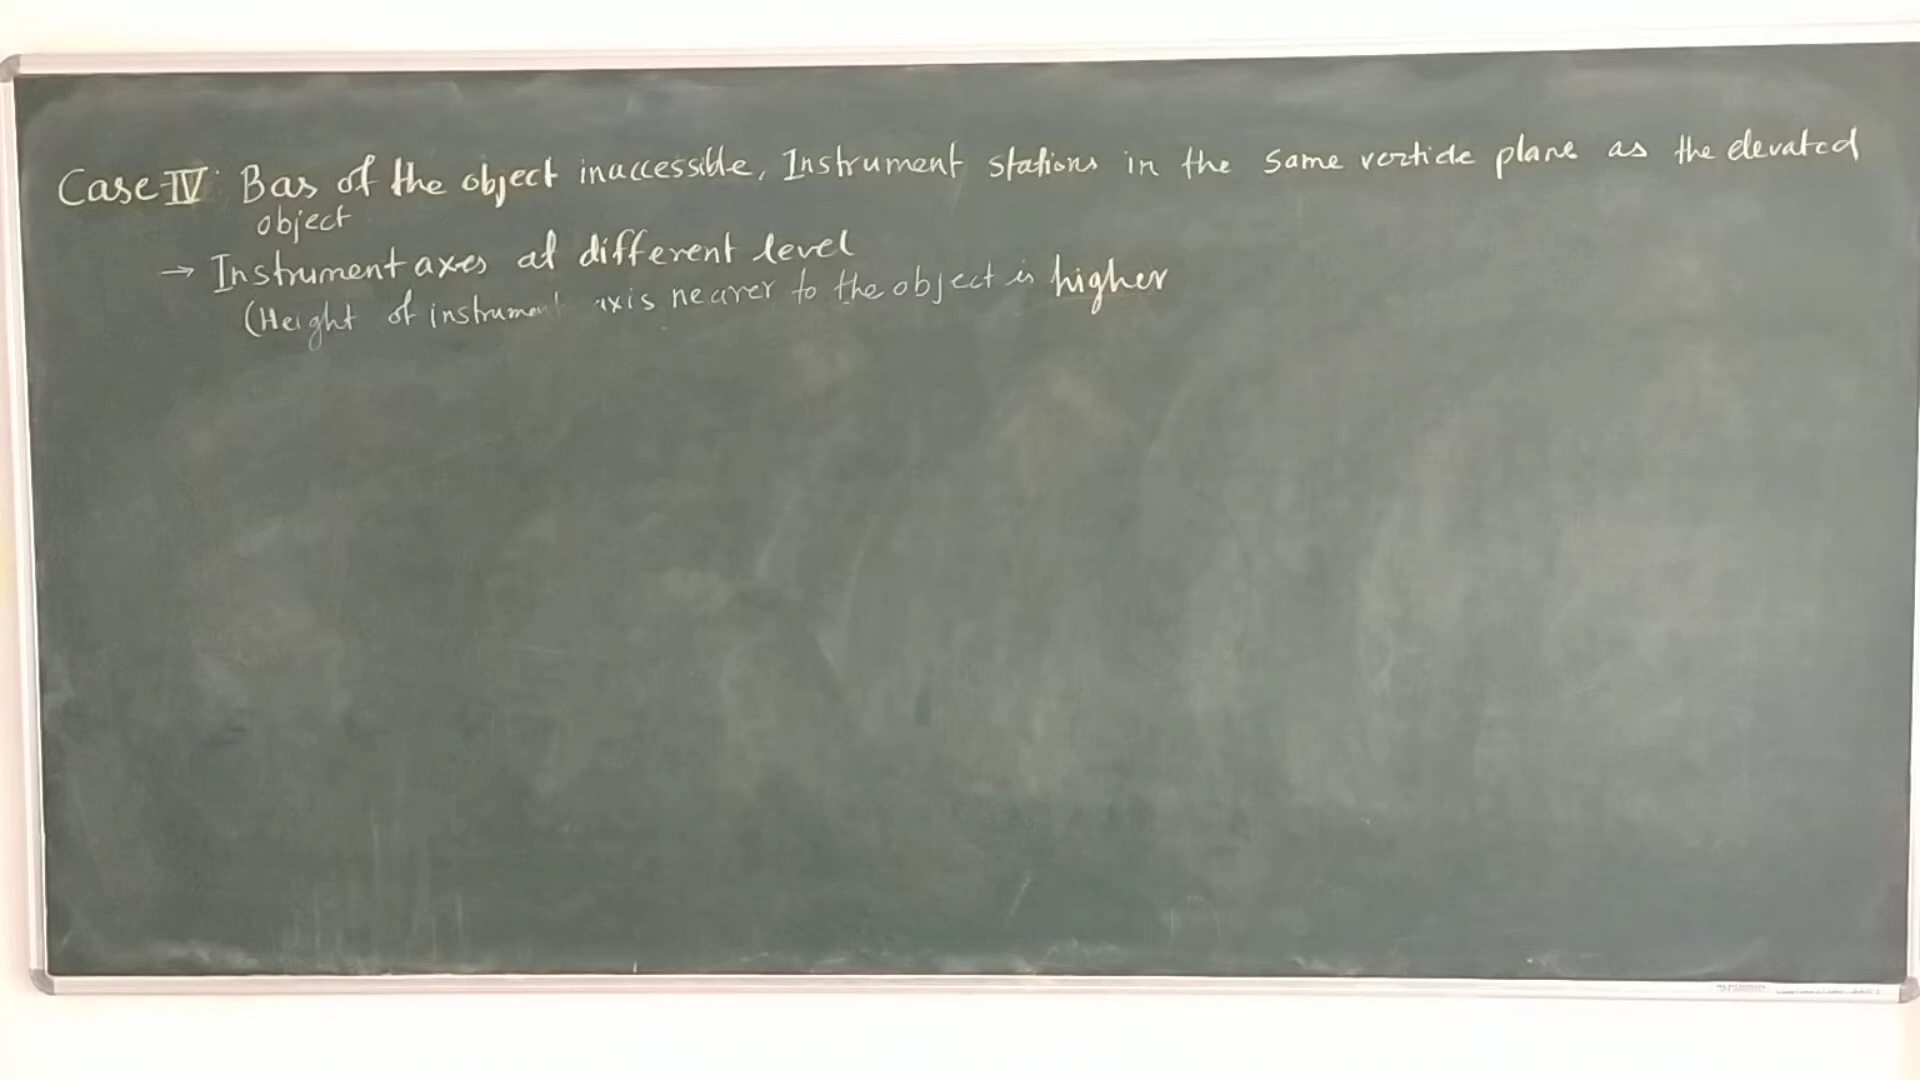 Case-IV: Bas of the object inaccessible, Instrument stations in the same verticle plane as the elevated
object
→ Instrument axes at different level
(Height of instrument axis nearer to the object is higher